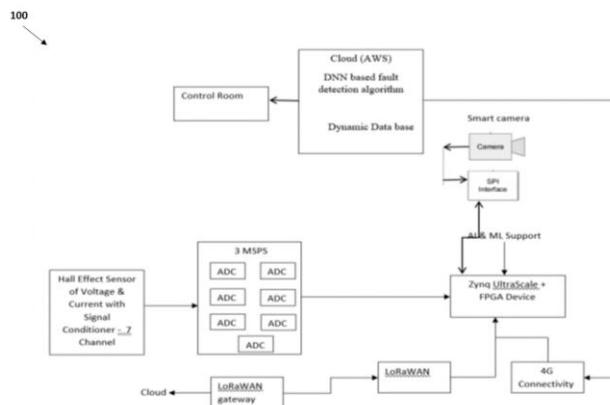 100
Cloud (AWS)
DNN based fault
detection algorithm
Dynamic Data base
Control Room
Smart camera
Camera
SPI
Interface
AI & ML Support
3 MSPS
ADC
ADC
ADC
ADC
ADC
ADC
ADC
Hall Effect Sensor
of Voltage &
Current with
Signal
Conditioner - 7
Channel
Zynq UltraScale +
FPGA Device
Cloud
LoRaWAN
gateway
LoRaWAN
4G
Connectivity